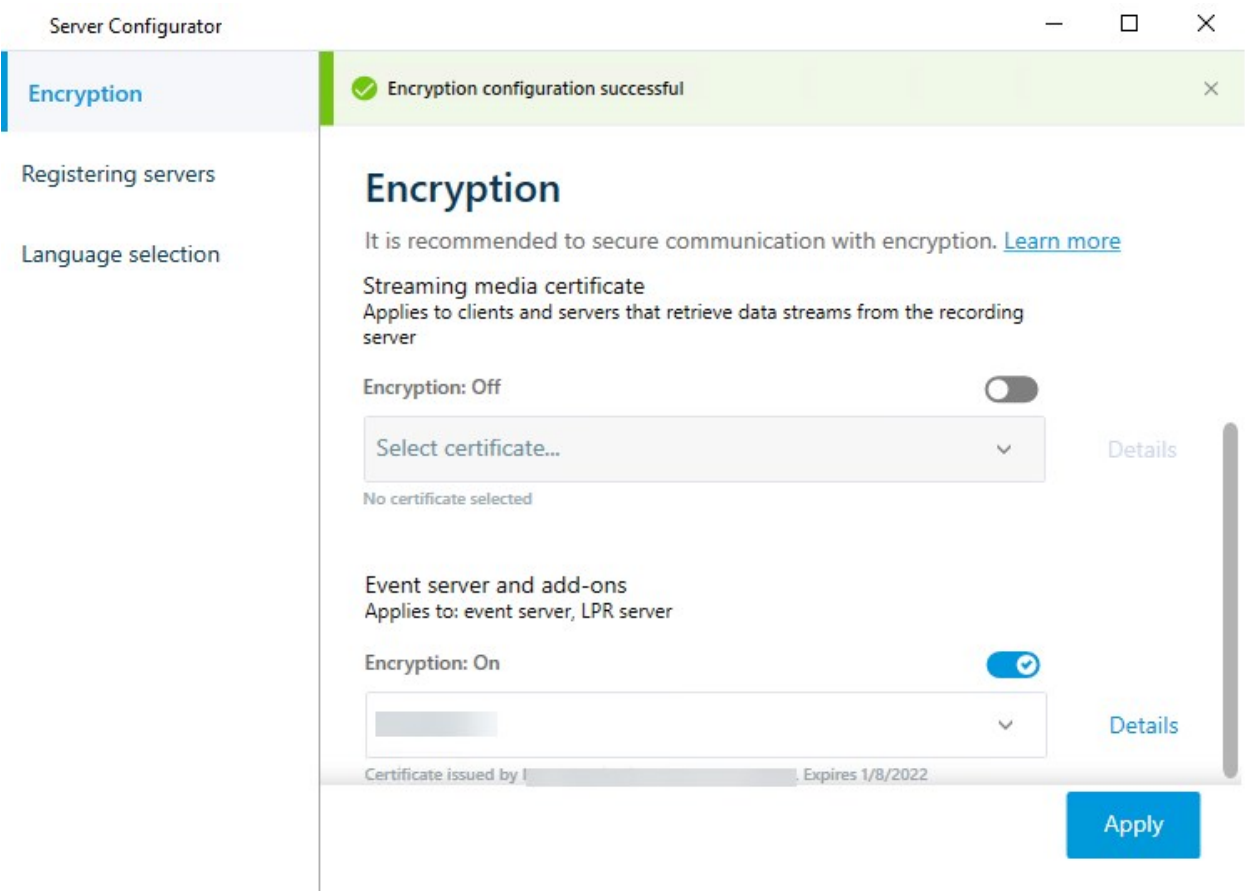 Server Configurator
Encryption
Registering servers
Language selection
Encryption configuration successful
Encryption
It is recommended to secure communication with encryption. Learn more
Streaming media certificate
Applies to clients and servers that retrieve data streams from the recording
server
Encryption: Off
Select certificate...
Details
No certificate selected
Event server and add-ons
Applies to: event server, LPR server
Encryption: On
Details
Certificate issued by . Expires 1/8/2022
Apply